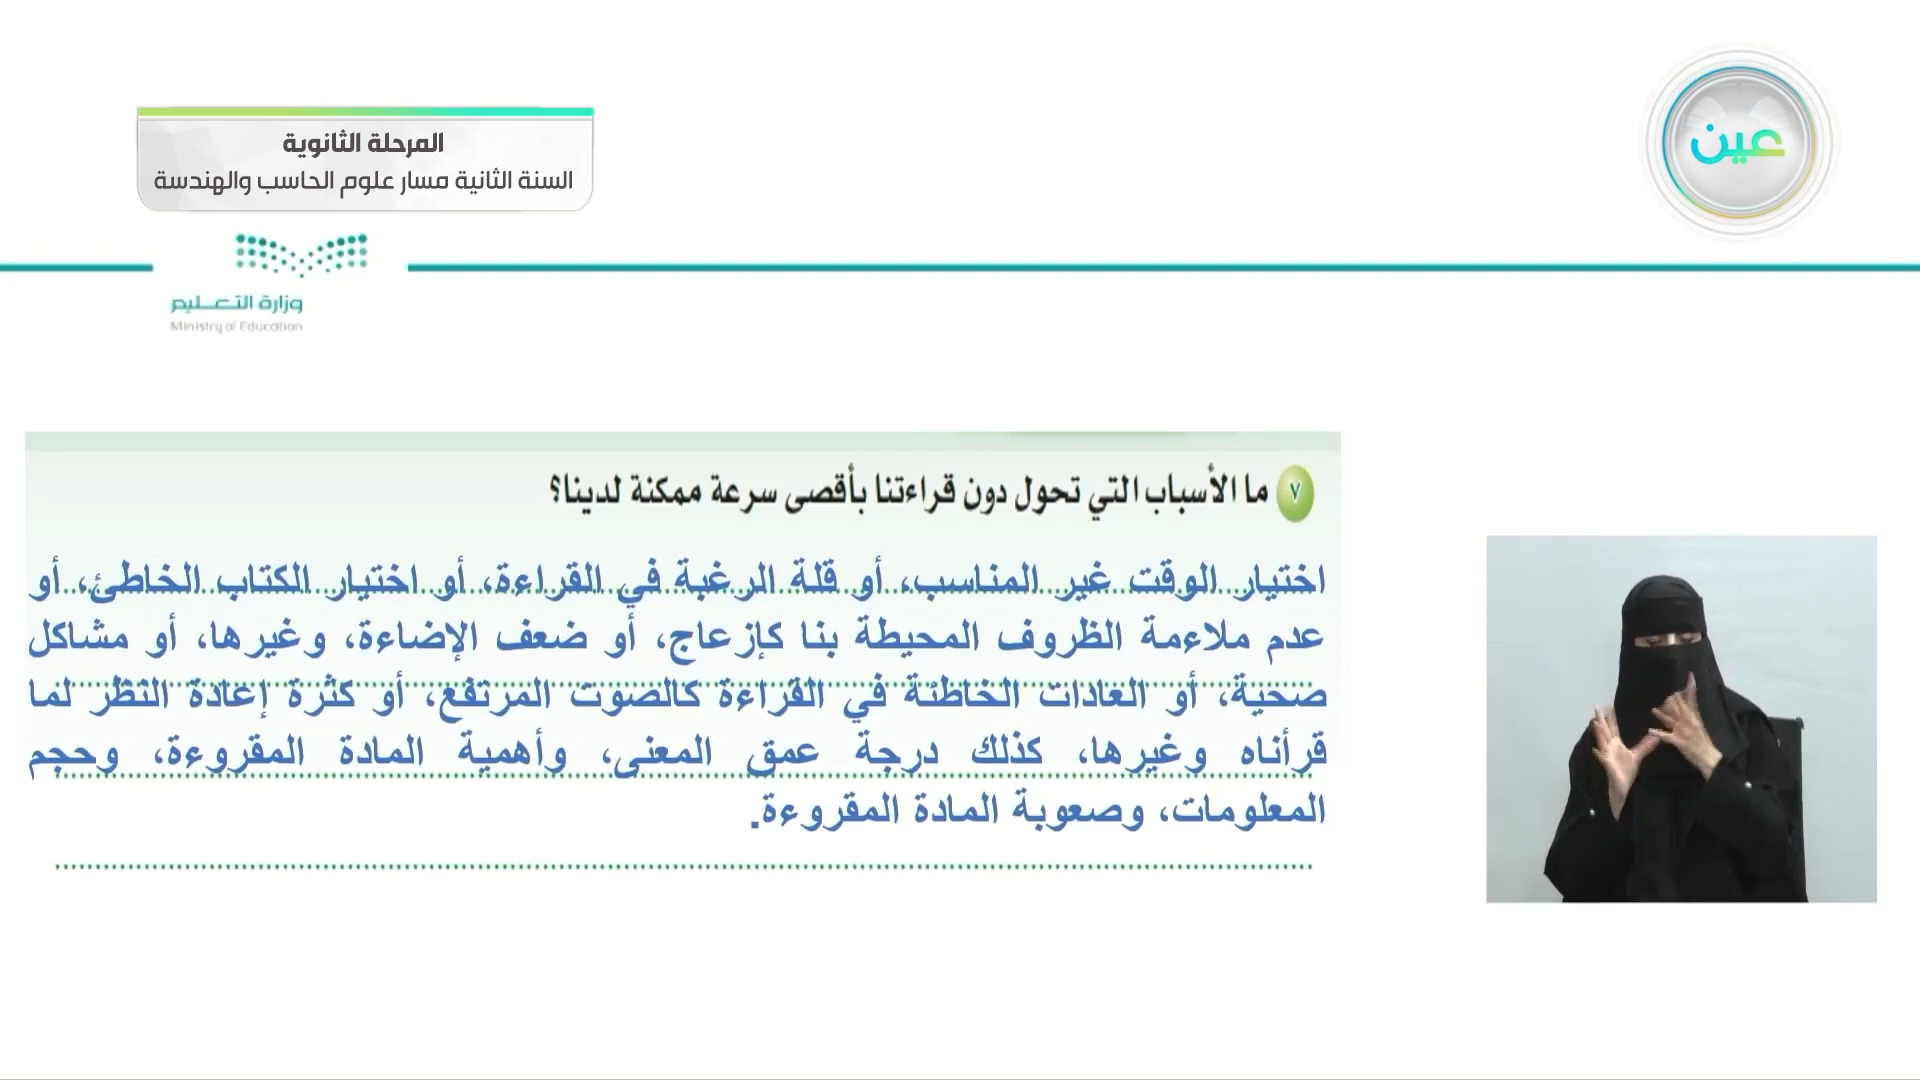 المرحلة الثانوية
السنة الثانية مسار علوم الحاسب والهندسة
عين
وزارة التعليم
Ministry of Education
٧ ما الأسباب التي تحول دون قراءتنا بأقصى سرعة ممكنة لدينا؟
اختيار الوقت غير المناسب، أو قلة الرغبة في القراءة، أو اختيار الكتاب الخاطئ، أو
عدم ملاءمة الظروف المحيطة بنا كإزعاج، أو ضعف الإضاءة، وغيرها، أو مشاكل
صحية، أو العادات الخاطئة في القراءة كالصوت المرتفع، أو كثرة إعادة النظر لما
قرأناه وغيرها، كذلك درجة عمق المعنى، وأهمية المادة المقروءة، وحجم
المعلومات، وصعوبة المادة المقروءة.